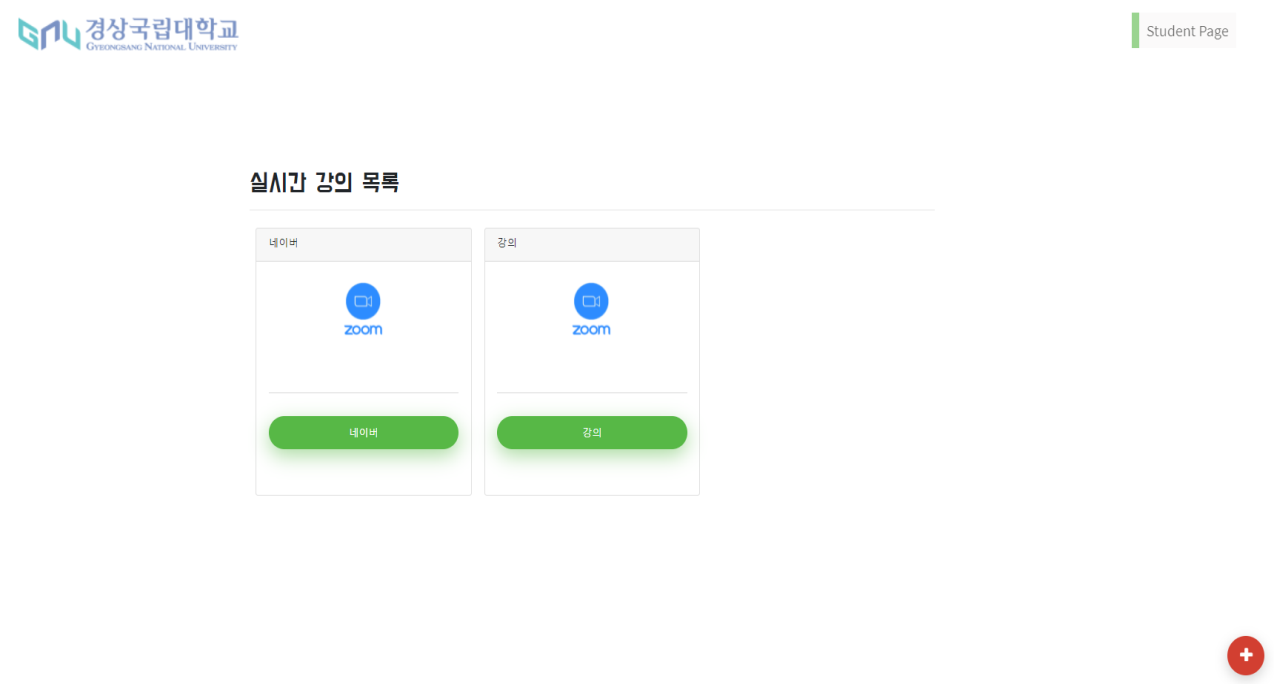 경상국립대학교
GYEONGSANG NATIONAL UNIVERSITY
Student Page
실시간 강의 목록
네이버
강의
zoom
zoom
네이버
강의